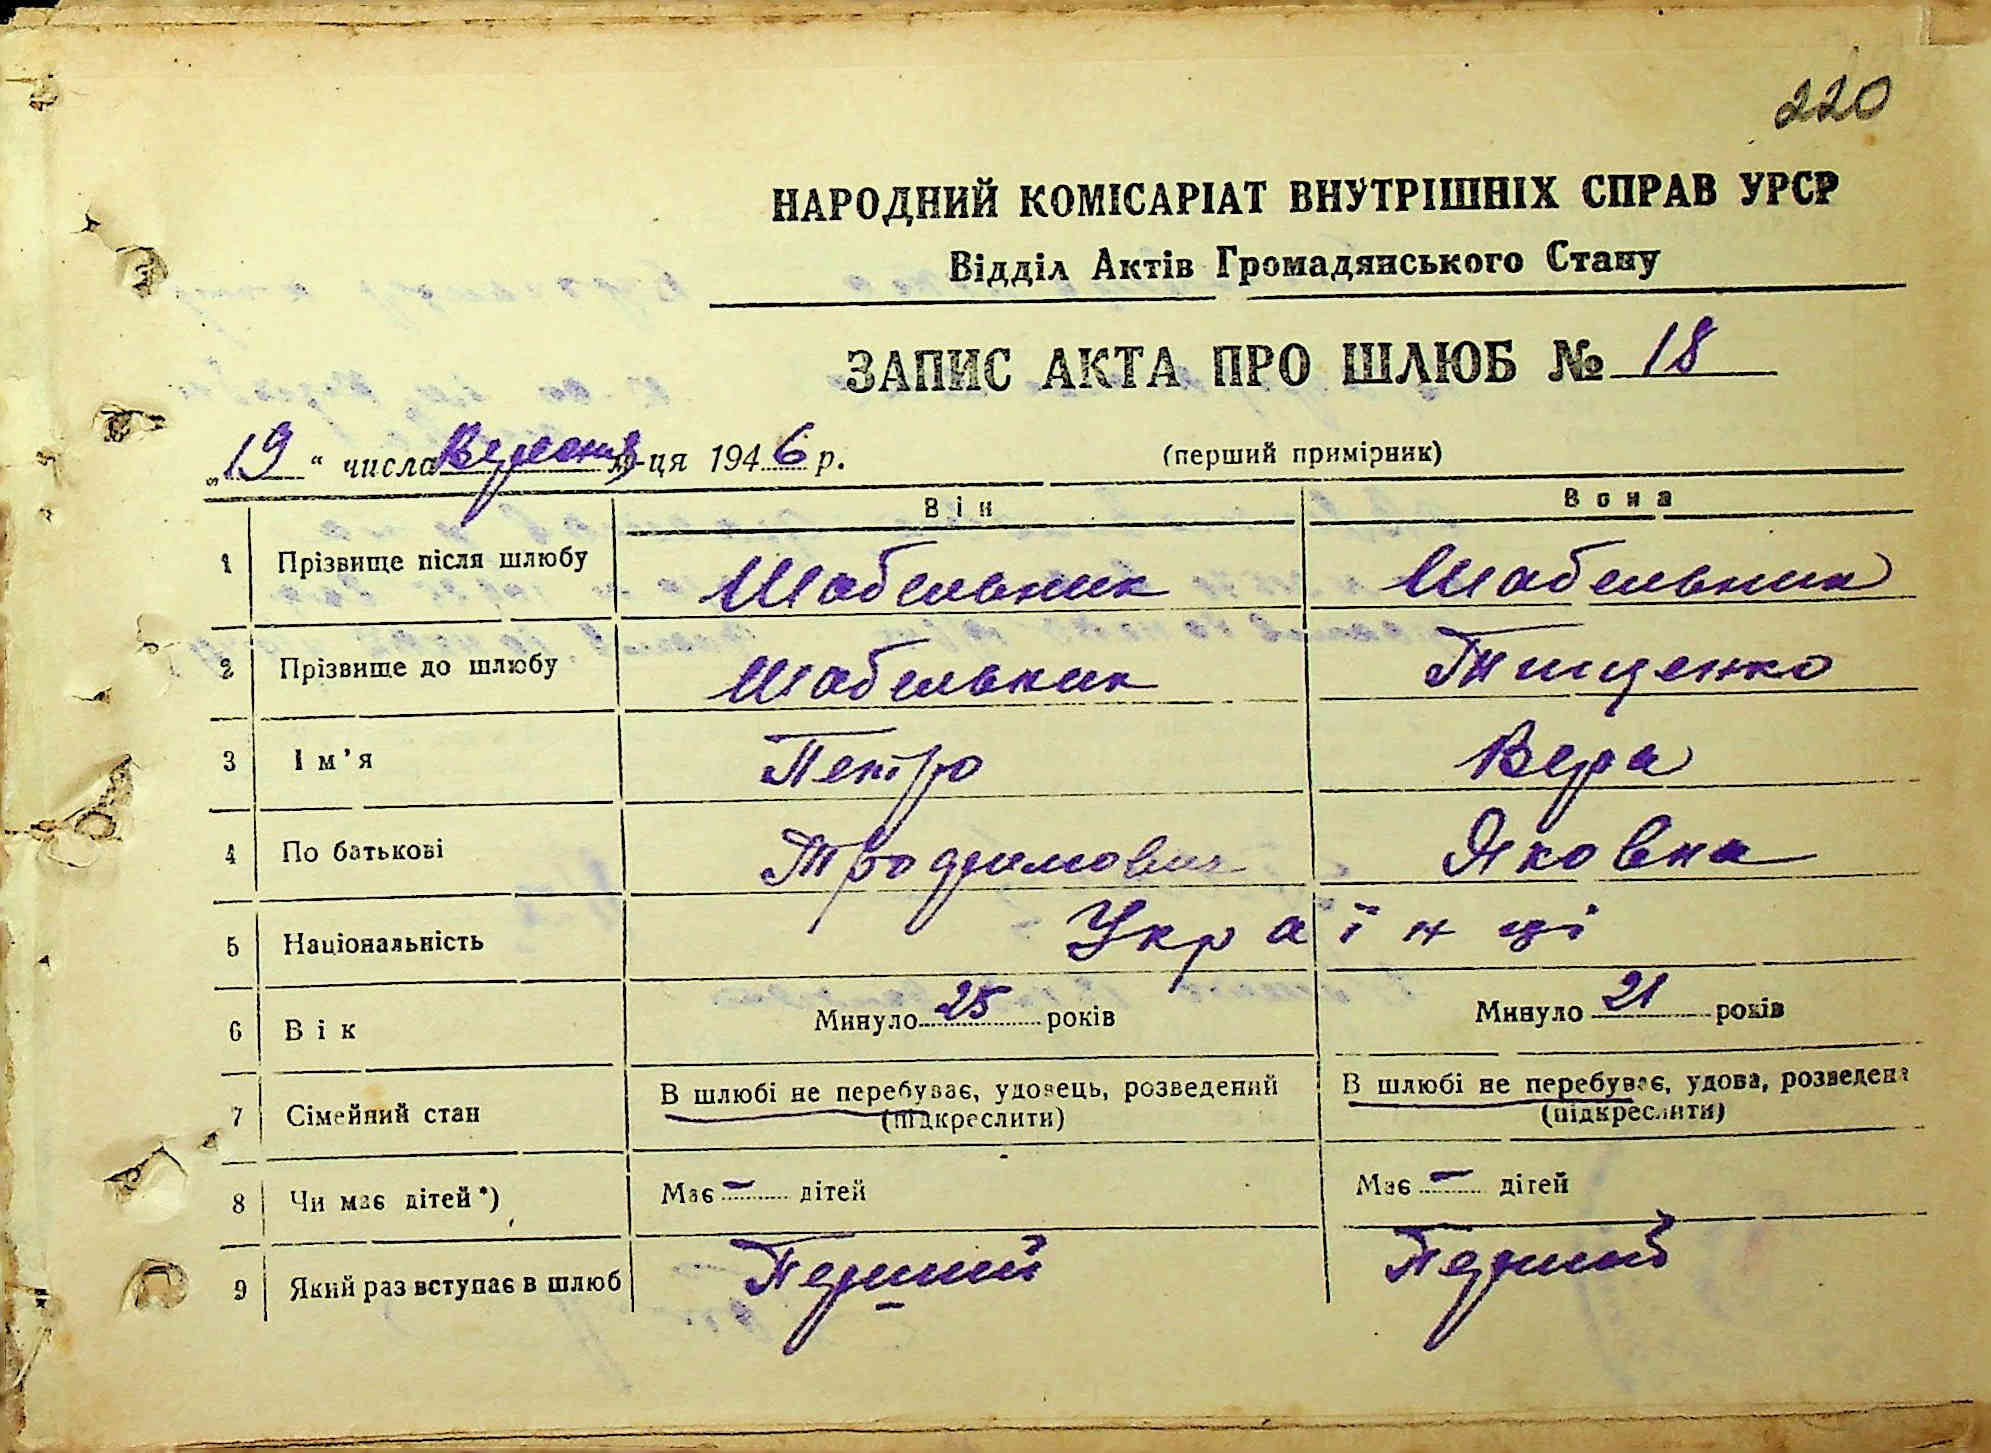 220
НАРОДНИЙ КОМІСАРІАТ ВНУТРІШНІХ СПРАВ УРСР
Відділ Актів Громадянського Стану
ЗАПИС АКТА ПРО ШЛЮБ № 18
„19“ числа вересня м-ця 1946 р. (перший примірник)
Він Вона
1 Прізвище після шлюбу Шабельник Шабельник
2 Прізвище до шлюбу Шабельник Тищенко
3 Ім'я Петро Вера
4 По батькові Трофимович Яковна
5 Національність Українці
6 Вік Минуло 25 років Минуло 21 років
7 Сімейний стан В шлюбі не перебуває, удовець, розведений В шлюбі не перебуває, удова, розведена
(підкреслити) (підкреслити)
8 Чи має дітей*) Має – дітей Має – дітей
9 Який раз вступає в шлюб Перший Перший